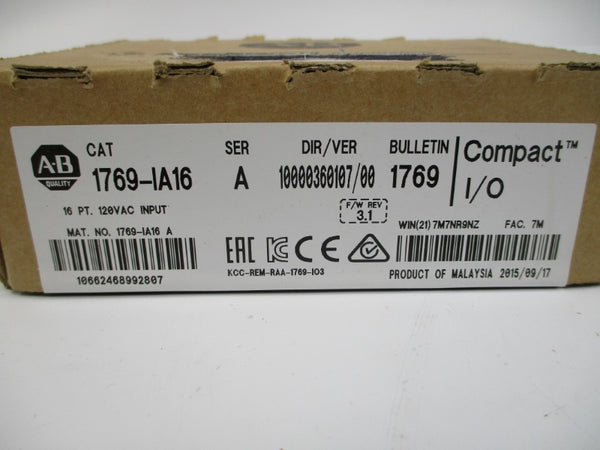 A-B
QUALITY
CAT
1769-IA16
SER
A
DIR/VER
10000360107/00
BULLETIN
1769
Compact™
I/O
16 PT. 120VAC INPUT
F/W REV
3.1
MAT. NO. 1769-IA16 A
10662468992807
EAC
CE
KCC-REM-RAA-1769-IO3
WIN(21) 7M7NR9NZ
FAC. 7M
PRODUCT OF MALAYSIA 2015/09/17